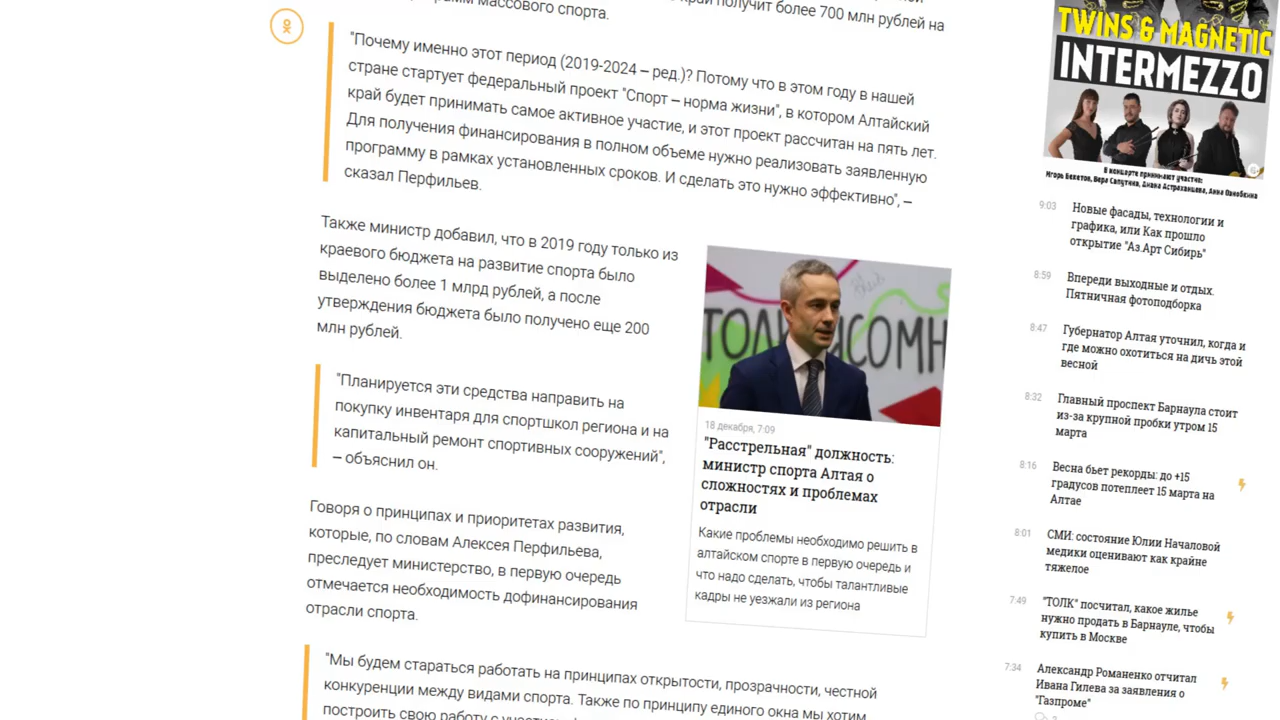 край получит более 700 млн рублей на
массового спорта.
"Почему именно этот период (2019-2024 – ред.)? Потому что в этом году в нашей
стране стартует федеральный проект "Спорт – норма жизни", в котором Алтайский
край будет принимать самое активное участие, и этот проект рассчитан на пять лет.
Для получения финансирования в полном объеме нужно реализовать заявленную
программу в рамках установленных сроков. И сделать это нужно эффективно", –
сказал Перфильев.
Также министр добавил, что в 2019 году только из
краевого бюджета на развитие спорта было
выделено более 1 млрд рублей, а после
утверждения бюджета было получено еще 200
млн рублей.
"Планируется эти средства направить на
покупку инвентаря для спортшкол региона и на
капитальный ремонт спортивных сооружений",
– объяснил он.
Говоря о принципах и приоритетах развития,
которые, по словам Алексея Перфильева,
преследует министерство, в первую очередь
отмечается необходимость дофинансирования
отрасли спорта.
"Мы будем стараться работать на принципах открытости, прозрачности, честной
конкуренции между видами спорта. Также по принципу единого окна мы хотим
построить свою работу с
18 декабря, 7:09
"Расстрельная" должность:
министр спорта Алтая о
сложностях и проблемах
отрасли
Какие проблемы необходимо решить в
алтайском спорте в первую очередь и
что надо сделать, чтобы талантливые
кадры не уезжали из региона
TWINS & MAGNETIC
INTERMEZZO
В концерте принимают участие:
9:03
Новые фасады, технологии и
графика, или Как прошло
открытие "Аз.Арт Сибирь"
8:59
Впереди выходные и отдых.
Пятничная фотоподборка
8:47
Губернатор Алтая уточнил, когда и
где можно охотиться на дичь этой
весной
8:32
Главный проспект Барнаула стоит
из-за крупной пробки утром 15
марта
8:16
Весна бьет рекорды: до +15
градусов потеплеет 15 марта на
Алтае
8:01
СМИ: состояние Юлии Началовой
медики оценивают как крайне
тяжелое
7:49
"ТОЛК" посчитал, какое жилье
нужно продать в Барнауле, чтобы
купить в Москве
7:34
Александр Романенко отчитал
Ивана Гилева за заявления о
"Газпроме"